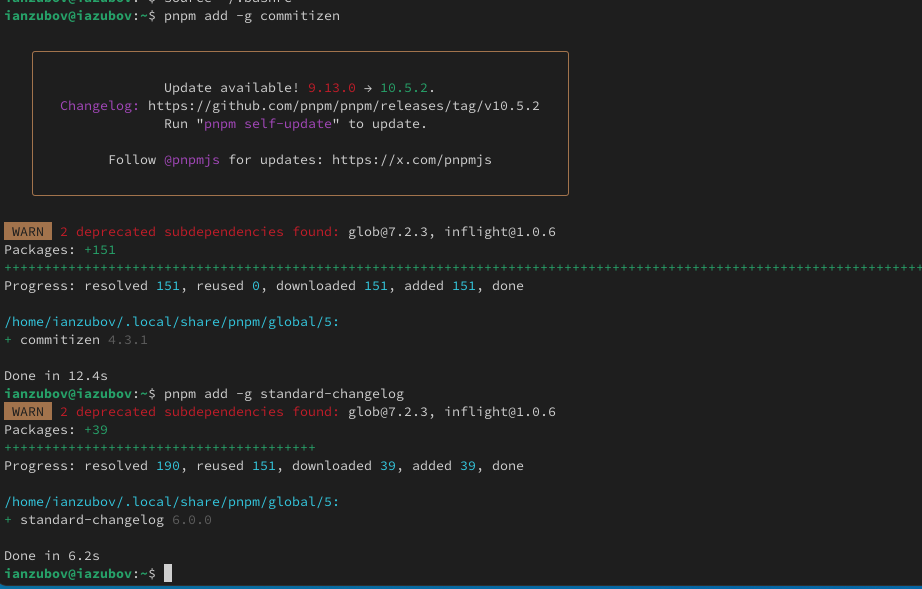 ianzubov@iazubov:~$ pnpm add -g commitizen
Update available! 9.13.0 → 10.5.2.
Changelog: https://github.com/pnpm/pnpm/releases/tag/v10.5.2
Run "pnpm self-update" to update.
Follow @pnpmjs for updates: https://x.com/pnpmjs
WARN 2 deprecated subdependencies found: glob@7.2.3, inflight@1.0.6
Packages: +151
+++++++++++++++++++++++++++++++++++++++++++++++++++++++++++++++++++++++++++++++++++++++++++++++++++++++++++++++++++
Progress: resolved 151, reused 0, downloaded 151, added 151, done
/home/ianzubov/.local/share/pnpm/global/5:
+ commitizen 4.3.1
Done in 12.4s
ianzubov@iazubov:~$ pnpm add -g standard-changelog
WARN 2 deprecated subdependencies found: glob@7.2.3, inflight@1.0.6
Packages: +39
+++++++++++++++++++++++++++++++++++++++
Progress: resolved 190, reused 151, downloaded 39, added 39, done
/home/ianzubov/.local/share/pnpm/global/5:
+ standard-changelog 6.0.0
Done in 6.2s
ianzubov@iazubov:~$